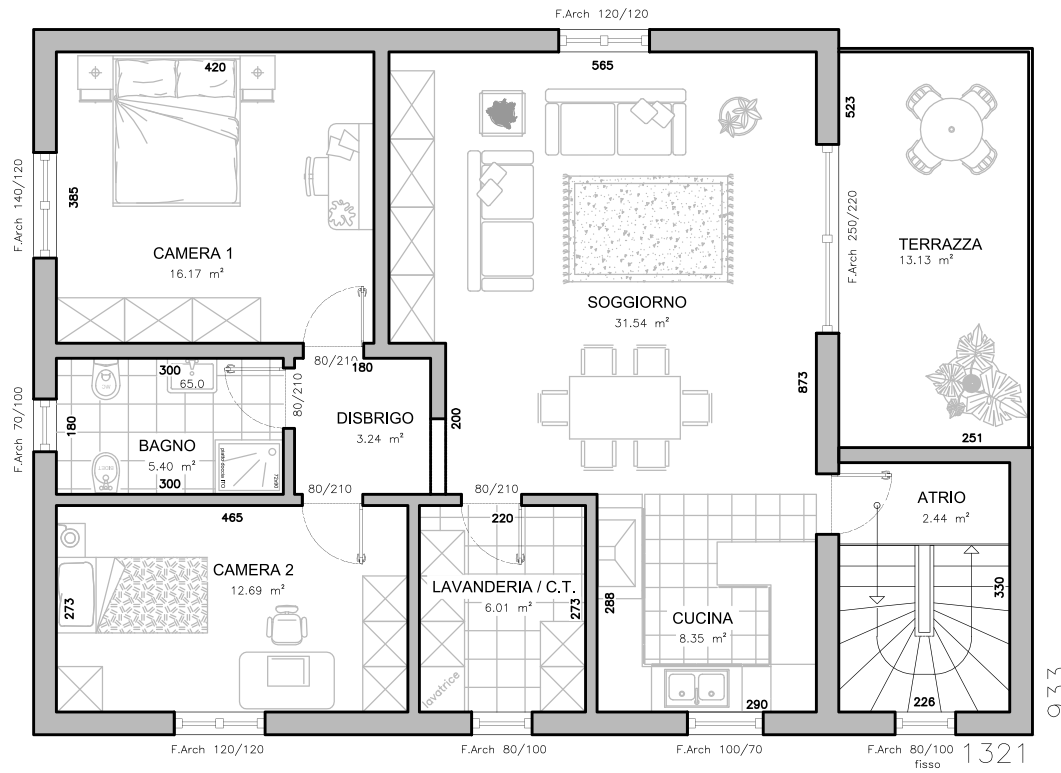 F.Arch 120/120
565
420
385
F.Arch 140/120
CAMERA 1
16.17 m²
523
F.Arch 250/220
TERRAZZA
13.13 m²
251
SOGGIORNO
31.54 m²
873
80/210
180
300
65.0
80/210
F.Arch 70/100
180
BAGNO
5.40 m²
300
DISBRIGO
3.24 m²
200
80/210
80/210
465
220
ATRIO
2.44 m²
330
CAMERA 2
12.69 m²
273
LAVANDERIA / C.T.
6.01 m²
273
lavatrice
288
CUCINA
8.35 m²
290
226
F.Arch 120/120
F.Arch 80/100
F.Arch 100/70
F.Arch 80/100
fisso
1321
933